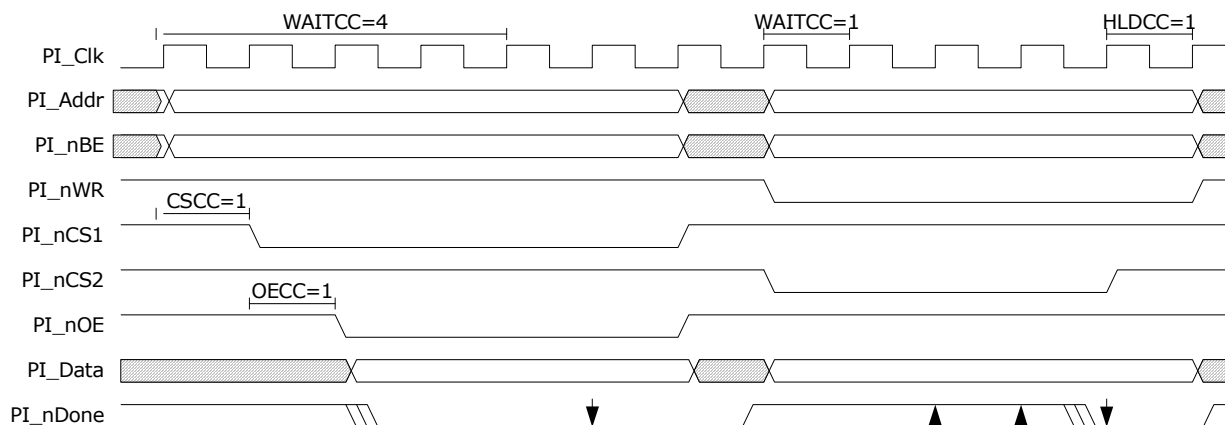 WAITCC=4 WAITCC=1 HLDCC=1
PI_Clk
PI_Addr
PI_nBE
PI_nWR
CSCC=1
PI_nCS1
PI_nCS2
OECC=1
PI_nOE
PI_Data
PI_nDone